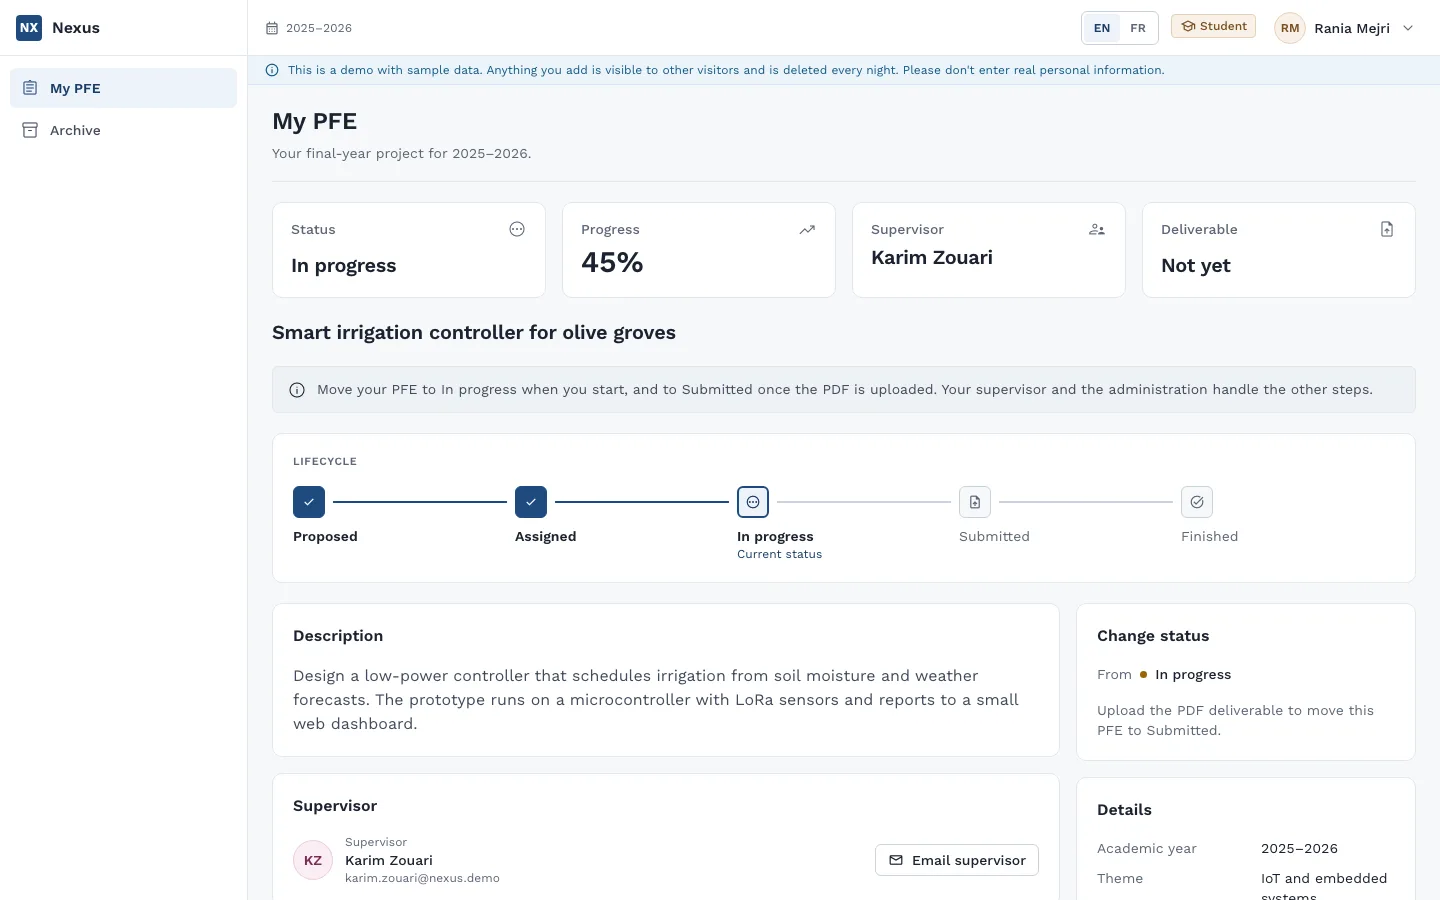 NX Nexus
2025–2026
EN FR
Student
RM Rania Mejri
My PFE
Archive
This is a demo with sample data. Anything you add is visible to other visitors and is deleted every night. Please don't enter real personal information.
My PFE
Your final-year project for 2025–2026.
Status
In progress
Progress
45%
Supervisor
Karim Zouari
Deliverable
Not yet
Smart irrigation controller for olive groves
Move your PFE to In progress when you start, and to Submitted once the PDF is uploaded. Your supervisor and the administration handle the other steps.
LIFECYCLE
Proposed
Assigned
In progress
Current status
Submitted
Finished
Description
Design a low-power controller that schedules irrigation from soil moisture and weather
forecasts. The prototype runs on a microcontroller with LoRa sensors and reports to a small
web dashboard.
Change status
From In progress
Upload the PDF deliverable to move this
PFE to Submitted.
Supervisor
KZ
Supervisor
Karim Zouari
karim.zouari@nexus.demo
Email supervisor
Details
Academic year 2025–2026
Theme IoT and embedded
systems